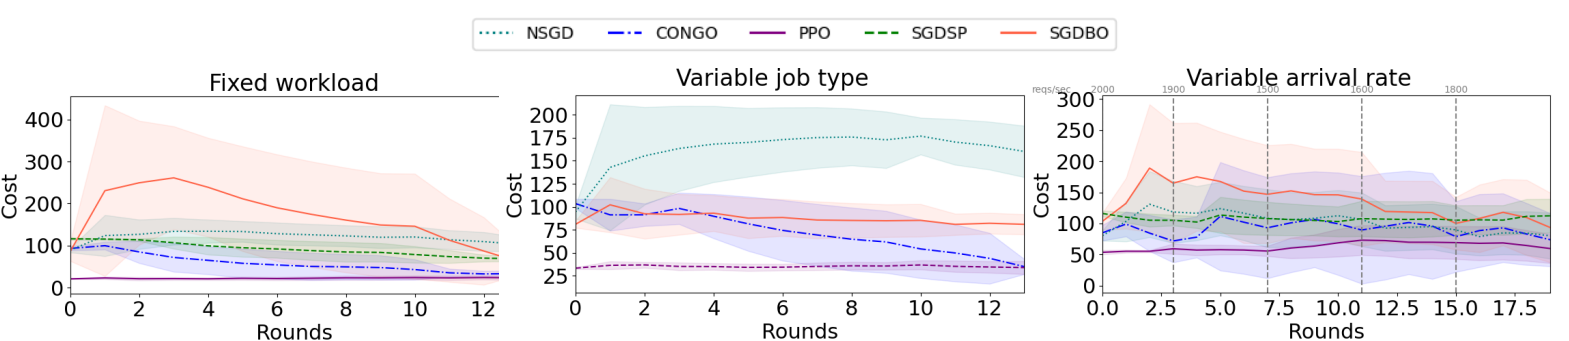 NSGD CONGO PPO SGDSP SGDBO
Fixed workload
Cost
400
300
200
100
0
0 2 4 6 8 10 12
Rounds
Variable job type
Cost
200
175
150
125
100
75
50
25
0 2 4 6 8 10 12
Rounds
Variable arrival rate
reqs/sec 2000 1900 1500 1600 1800
Cost
300
250
200
150
100
50
0
0.0 2.5 5.0 7.5 10.0 12.5 15.0 17.5
Rounds